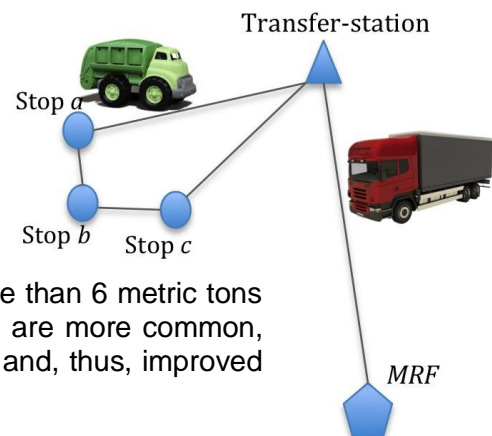 Transfer-station
Stop a
Stop b
Stop c
than 6 metric tons
are more common,
and, thus, improved
MRF